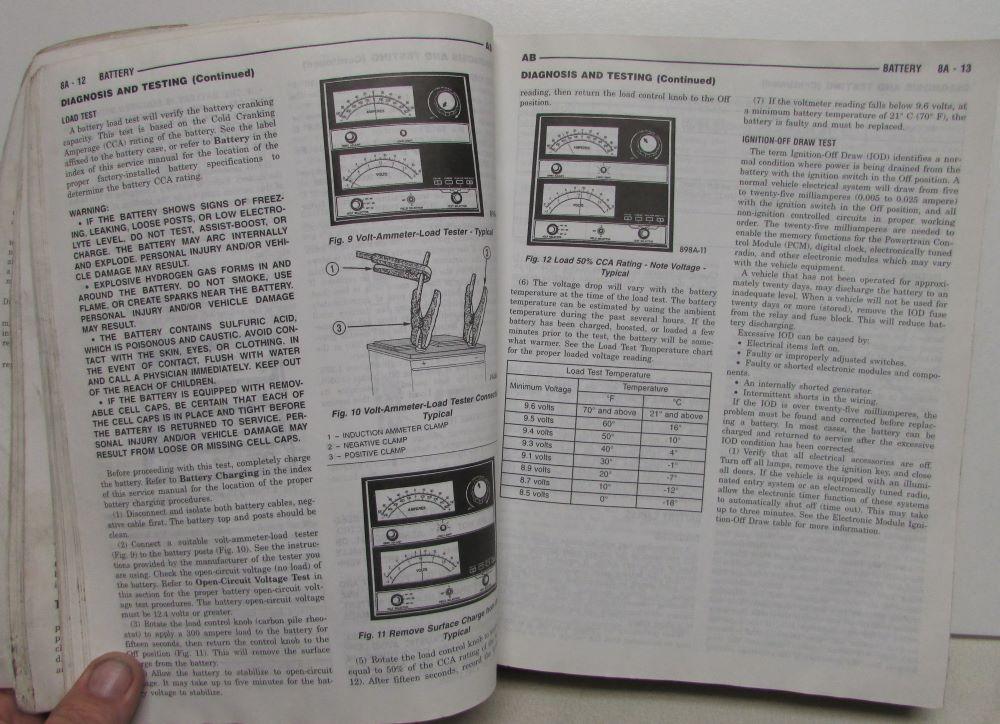 8A - 12 BATTERY
AB
DIAGNOSIS AND TESTING (Continued)
LOAD TEST
A battery load test will verify the battery cranking
capacity. This test is based on the Cold Cranking
Amperage (CCA) rating of the battery. See the label
affixed to the battery case, or refer to Battery in the
index of this service manual for the location of the
proper factory-installed battery specifications to
determine the battery CCA rating.
WARNING:
• IF THE BATTERY SHOWS SIGNS OF FREEZ-
ING, LEAKING, LOOSE POSTS, OR LOW ELECTRO-
LYTE LEVEL, DO NOT TEST, ASSIST-BOOST, OR
CHARGE. THE BATTERY MAY ARC INTERNALLY
AND EXPLODE. PERSONAL INJURY AND/OR VEHI-
CLE DAMAGE MAY RESULT.
• EXPLOSIVE HYDROGEN GAS FORMS IN AND
AROUND THE BATTERY. DO NOT SMOKE, USE
FLAME, OR CREATE SPARKS NEAR THE BATTERY.
PERSONAL INJURY AND/OR VEHICLE DAMAGE
MAY RESULT.
• THE BATTERY CONTAINS SULFURIC ACID,
WHICH IS POISONOUS AND CAUSTIC. AVOID CON-
TACT WITH THE SKIN, EYES, OR CLOTHING. IN
THE EVENT OF CONTACT, FLUSH WITH WATER
AND CALL A PHYSICIAN IMMEDIATELY. KEEP OUT
OF THE REACH OF CHILDREN.
• IF THE BATTERY IS EQUIPPED WITH REMOV-
ABLE CELL CAPS, BE CERTAIN THAT EACH OF
THE CELL CAPS IS IN PLACE AND TIGHT BEFORE
THE BATTERY IS RETURNED TO SERVICE. PER-
SONAL INJURY AND/OR VEHICLE DAMAGE MAY
RESULT FROM LOOSE OR MISSING CELL CAPS.
Before proceeding with this test, completely charge
the battery. Refer to Battery Charging in the index
of this service manual for the location of the proper
battery charging procedures.
(1) Disconnect and isolate both battery cables, neg-
ative cable first. The battery top and posts should be
clean.
(2) Connect a suitable volt-ammeter-load tester
(Fig. 9) to the battery posts (Fig. 10). See the instruc-
tions provided by the manufacturer of the tester you
are using. Check the open-circuit voltage (no load) of
the battery. Refer to Open-Circuit Voltage Test in
this section for the proper battery open-circuit volt-
age test procedures. The battery open-circuit voltage
must be 12.4 volts or greater.
(3) Rotate the load control knob (carbon pile rheo-
stat) to apply a 300 ampere load to the battery for
fifteen seconds, then return the control knob to the
Off position (Fig. 11). This will remove the surface
from the battery.
Allow the battery to stabilize to open-circuit
It may take up to five minutes for the bat-
voltage to stabilize.
AMPERES
VOLTS
Fig. 9 Volt-Ammeter-Load Tester - Typical
1
2
3
Fig. 10 Volt-Ammeter-Load Tester
Typical
1 – INDUCTION AMMETER CLAMP
2 – NEGATIVE CLAMP
3 – POSITIVE CLAMP
AMPERES
VOLTS
Fig. 11 Remove Surface Charge
Typical
(5) Rotate the load control knob to
equal to 50% of the CCA rating of
12). After fifteen seconds, record
AB
BATTERY 8A - 13
DIAGNOSIS AND TESTING (Continued)
reading, then return the load control knob to the Off
position.
AMPERES
VOLTS
898A-11
Fig. 12 Load 50% CCA Rating - Note Voltage -
Typical
(6) The voltage drop will vary with the battery
temperature at the time of the load test. The battery
temperature can be estimated by using the ambient
temperature during the past several hours. If the
battery has been charged, boosted, or loaded a few
minutes prior to the test, the battery will be some-
what warmer. See the Load Test Temperature chart
for the proper loaded voltage reading.
Load Test Temperature
Minimum Voltage Temperature
°F °C
9.6 volts 70° and above 21° and above
9.5 volts 60° 16°
9.4 volts 50° 10°
9.3 volts 40° 4°
9.1 volts 30° -1°
8.9 volts 20° -7°
8.7 volts 10° -12°
8.5 volts 0° -18°
(7) If the voltmeter reading falls below 9.6 volts, at
a minimum battery temperature of 21° C (70° F), the
battery is faulty and must be replaced.
IGNITION-OFF DRAW TEST
The term Ignition-Off Draw (IOD) identifies a nor-
mal condition where power is being drained from the
battery with the ignition switch in the Off position. A
normal vehicle electrical system will draw from five
to twenty-five milliamperes (0.005 to 0.025 ampere)
with the ignition switch in the Off position, and all
non-ignition controlled circuits in proper working
order. The twenty-five milliamperes are needed to
enable the memory functions for the Powertrain Con-
trol Module (PCM), digital clock, electronically tuned
radio, and other electronic modules which may vary
with the vehicle equipment.
A vehicle that has not been operated for approxi-
mately twenty days, may discharge the battery to an
inadequate level. When a vehicle will not be used for
twenty days or more (stored), remove the IOD fuse
from the relay and fuse block. This will reduce bat-
tery discharging.
Excessive IOD can be caused by:
• Electrical items left on.
• Faulty or improperly adjusted switches.
• Faulty or shorted electronic modules and compo-
nents.
• An internally shorted generator.
• Intermittent shorts in the wiring.
If the IOD is over twenty-five milliamperes, the
problem must be found and corrected before replac-
ing a battery. In most cases, the battery can be
charged and returned to service after the excessive
IOD condition has been corrected.
(1) Verify that all electrical accessories are off.
Turn off all lamps, remove the ignition key, and close
all doors. If the vehicle is equipped with an illumi-
nated entry system or an electronically tuned radio,
allow the electronic timer function of these systems
to automatically shut off (time out). This may take
up to three minutes. See the Electronic Module Igni-
tion-Off Draw table for more information.